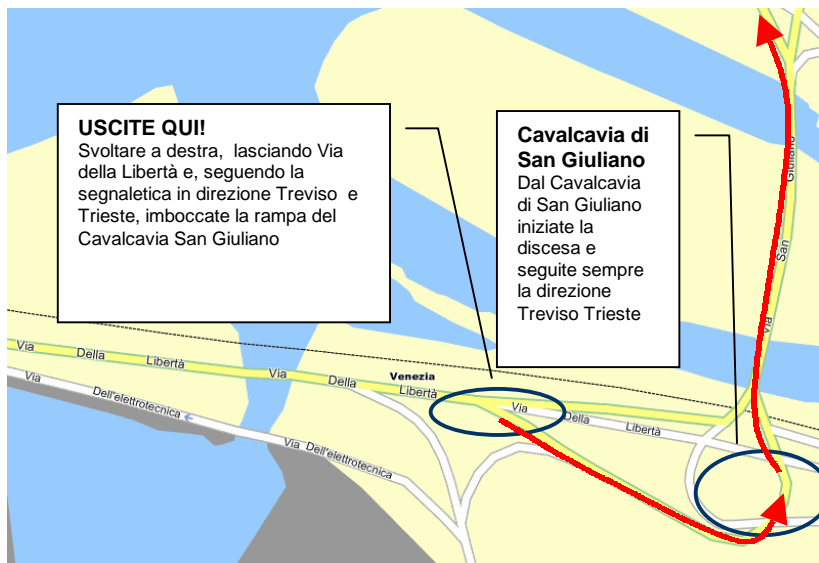 USCITE QUI!
Svoltare a destra, lasciando Via
della Libertà e, seguendo la
segnaletica in direzione Treviso e
Trieste, imboccate la rampa del
Cavalcavia San Giuliano
Cavalcavia di
San Giuliano
Dal Cavalcavia
di San Giuliano
iniziate la
discesa e
seguite sempre
la direzione
Treviso Trieste
Via San Giuliano
Via Della Libertà
Via Della Libertà
Venezia
Via Della Libertà
Via Dell'elettrotecnica
Via Dell'elettrotecnica